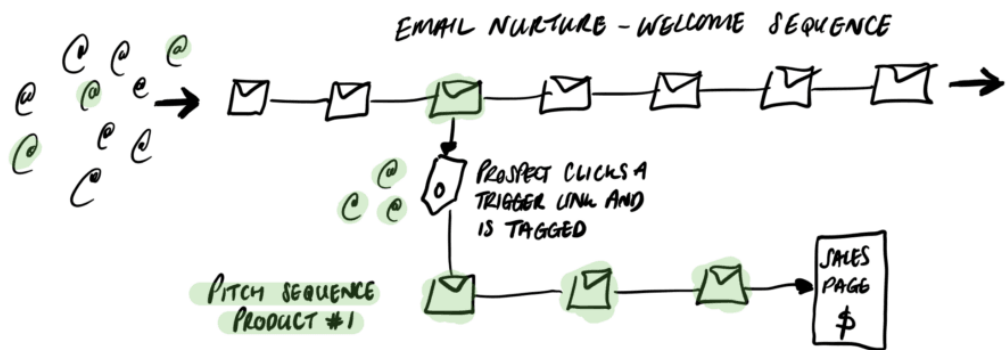 EMAIL NURTURE - WELCOME SEQUENCE
@ @ @
@ @ @
@ @ @
@
@
@ @
PROSPECT CLICKS A
TRIGGER LINK AND
IS TAGGED
PITCH SEQUENCE
PRODUCT #1
SALES
PAGE
$